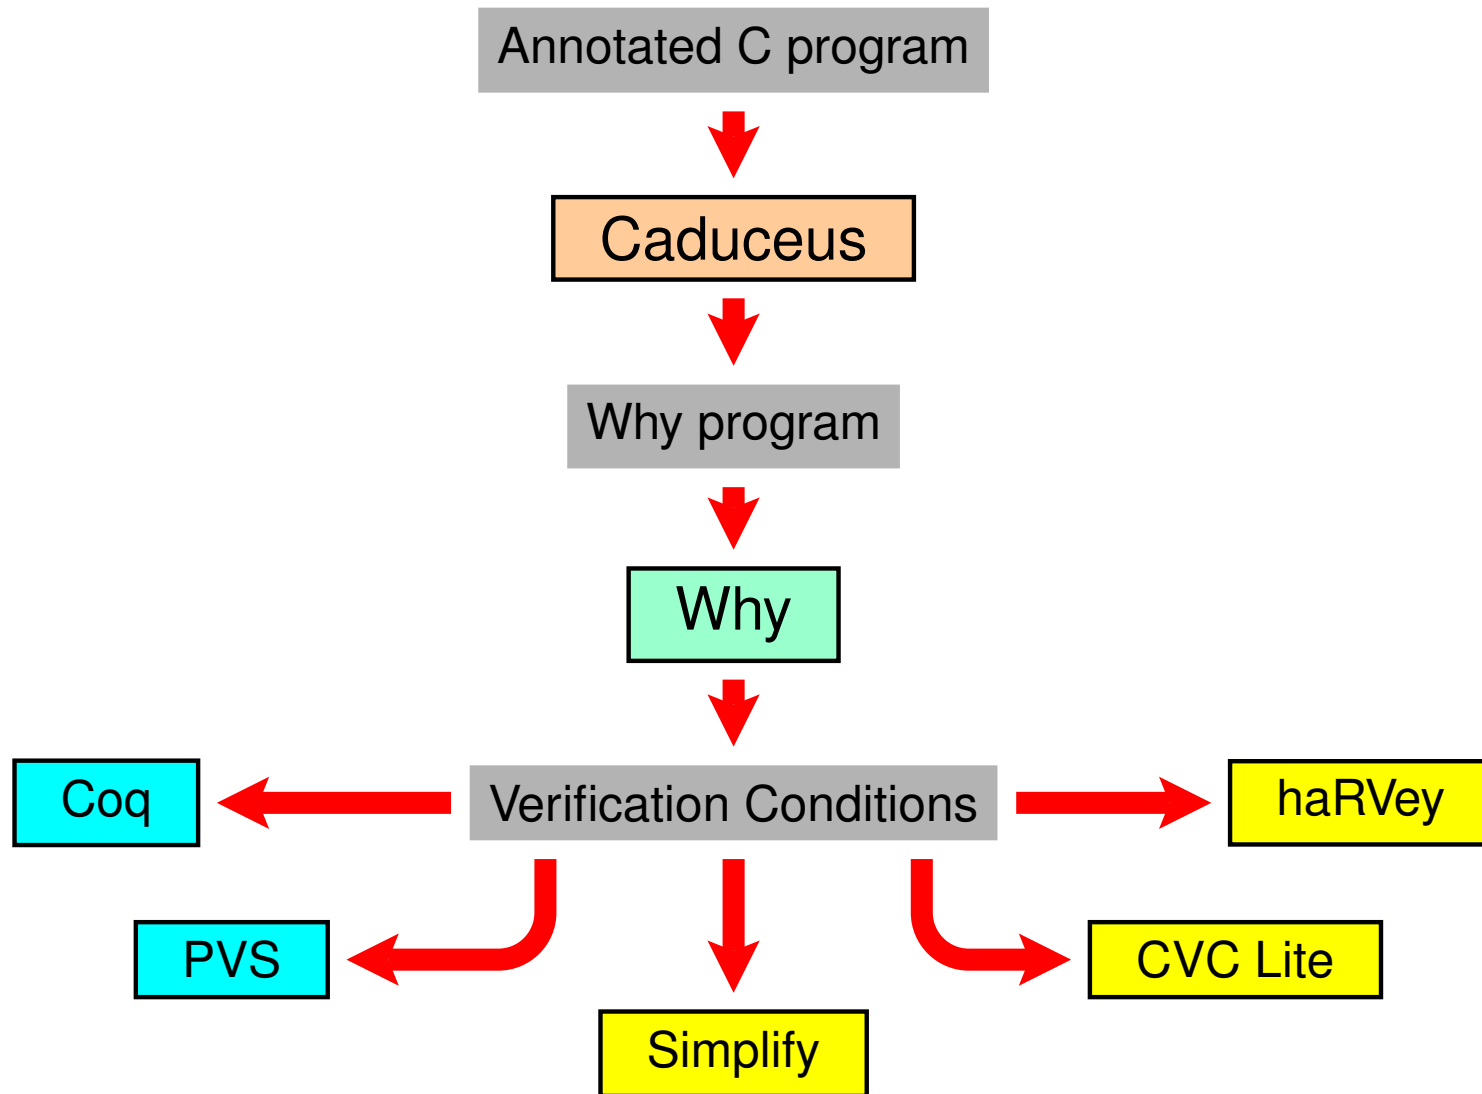 Annotated C program
Caduceus
Why program
Why
Coq
Verification Conditions
haRVey
PVS
CVC Lite
Simplify